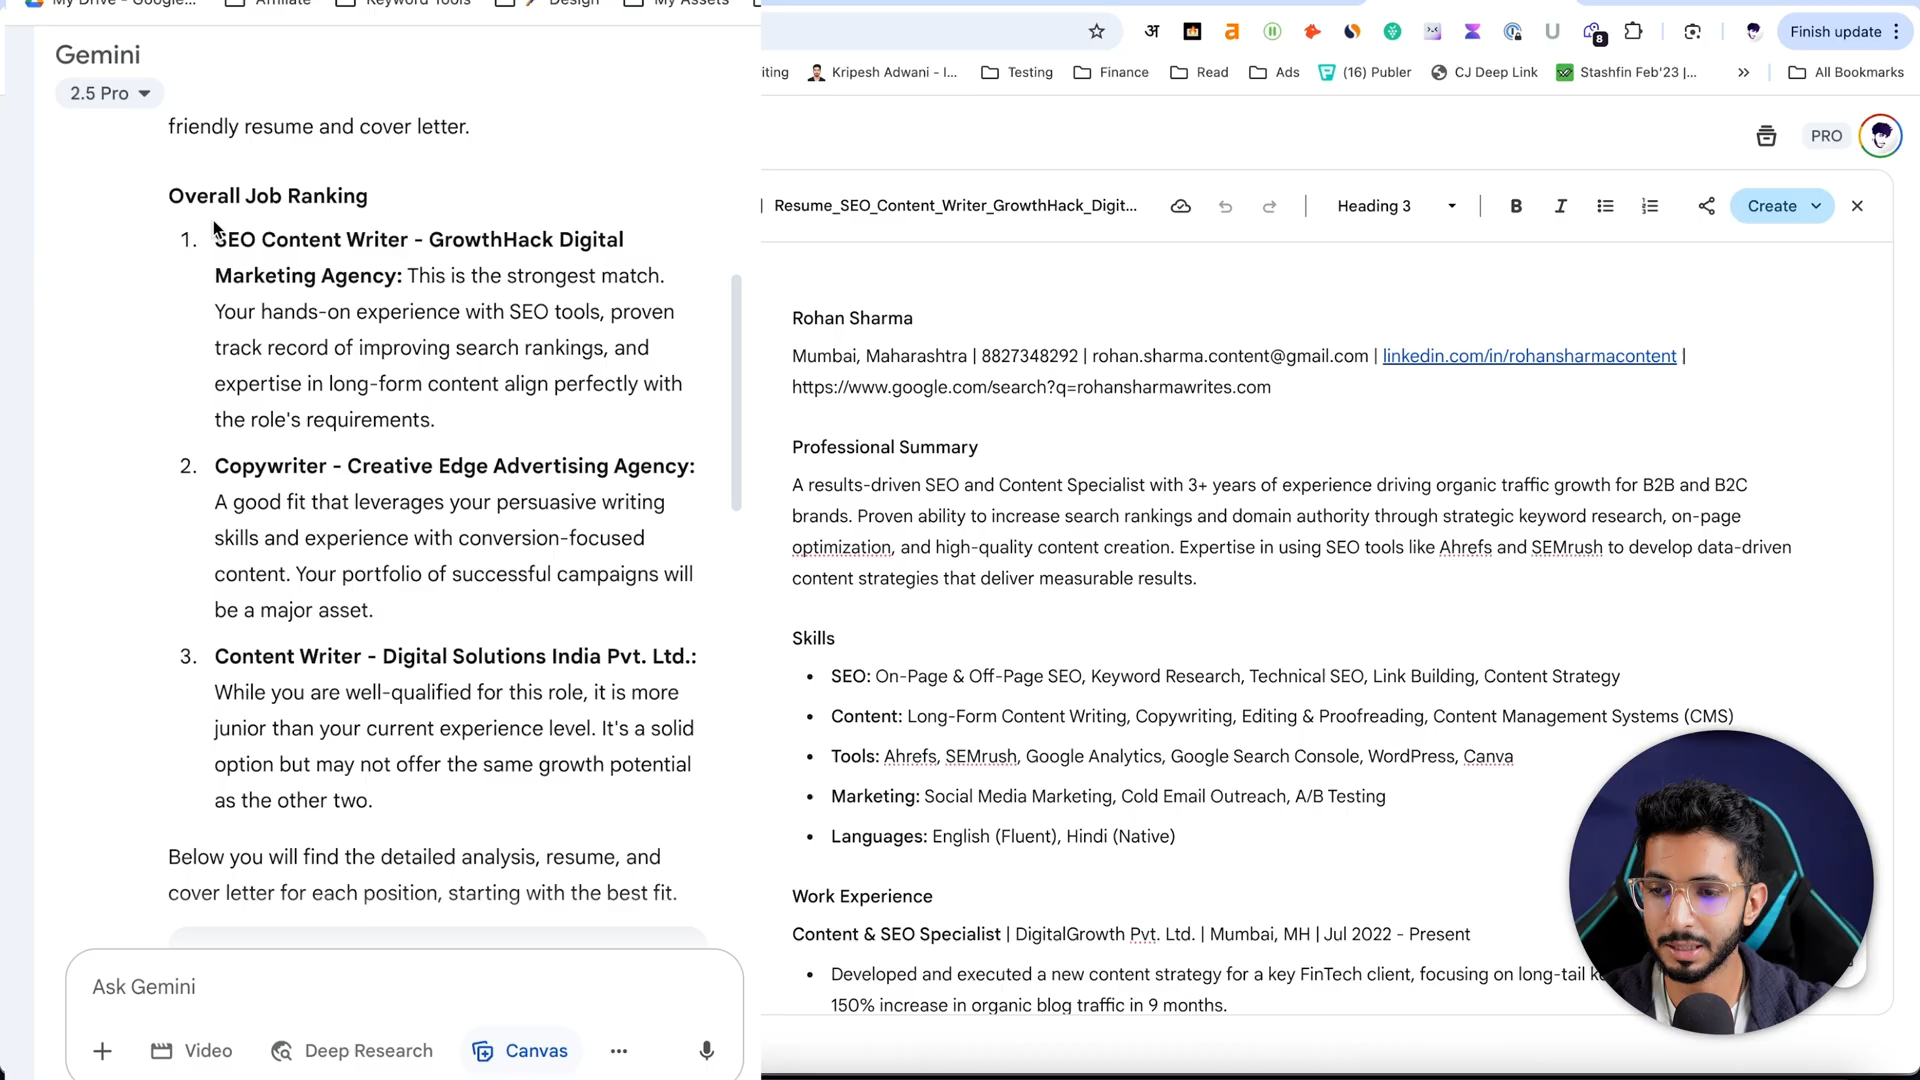 My Drive - Google...
Affiliate
Keyword Tools
Design
My Assets
Gemini
2.5 Pro
friendly resume and cover letter.
Overall Job Ranking
1. SEO Content Writer - GrowthHack Digital
Marketing Agency: This is the strongest match.
Your hands-on experience with SEO tools, proven
track record of improving search rankings, and
expertise in long-form content align perfectly with
the role's requirements.
2. Copywriter - Creative Edge Advertising Agency:
A good fit that leverages your persuasive writing
skills and experience with conversion-focused
content. Your portfolio of successful campaigns will
be a major asset.
3. Content Writer - Digital Solutions India Pvt. Ltd.:
While you are well-qualified for this role, it is more
junior than your current experience level. It's a solid
option but may not offer the same growth potential
as the other two.
Below you will find the detailed analysis, resume, and
cover letter for each position, starting with the best fit.
Ask Gemini
Video
Deep Research
Canvas
अ
a
U
8
Finish update
iting
Kripesh Adwani - I...
Testing
Finance
Read
Ads
(16) Publer
CJ Deep Link
Stashfin Feb'23 |...
All Bookmarks
PRO
Resume_SEO_Content_Writer_GrowthHack_Digit...
Heading 3
B
I
Create
Rohan Sharma
Mumbai, Maharashtra | 8827348292 | rohan.sharma.content@gmail.com | linkedin.com/in/rohansharmacontent |
https://www.google.com/search?q=rohansharmawrites.com
Professional Summary
A results-driven SEO and Content Specialist with 3+ years of experience driving organic traffic growth for B2B and B2C
brands. Proven ability to increase search rankings and domain authority through strategic keyword research, on-page
optimization, and high-quality content creation. Expertise in using SEO tools like Ahrefs and SEMrush to develop data-driven
content strategies that deliver measurable results.
Skills
• SEO: On-Page & Off-Page SEO, Keyword Research, Technical SEO, Link Building, Content Strategy
• Content: Long-Form Content Writing, Copywriting, Editing & Proofreading, Content Management Systems (CMS)
• Tools: Ahrefs, SEMrush, Google Analytics, Google Search Console, WordPress, Canva
• Marketing: Social Media Marketing, Cold Email Outreach, A/B Testing
• Languages: English (Fluent), Hindi (Native)
Work Experience
Content & SEO Specialist | DigitalGrowth Pvt. Ltd. | Mumbai, MH | Jul 2022 - Present
• Developed and executed a new content strategy for a key FinTech client, focusing on long-tail
150% increase in organic blog traffic in 9 months.